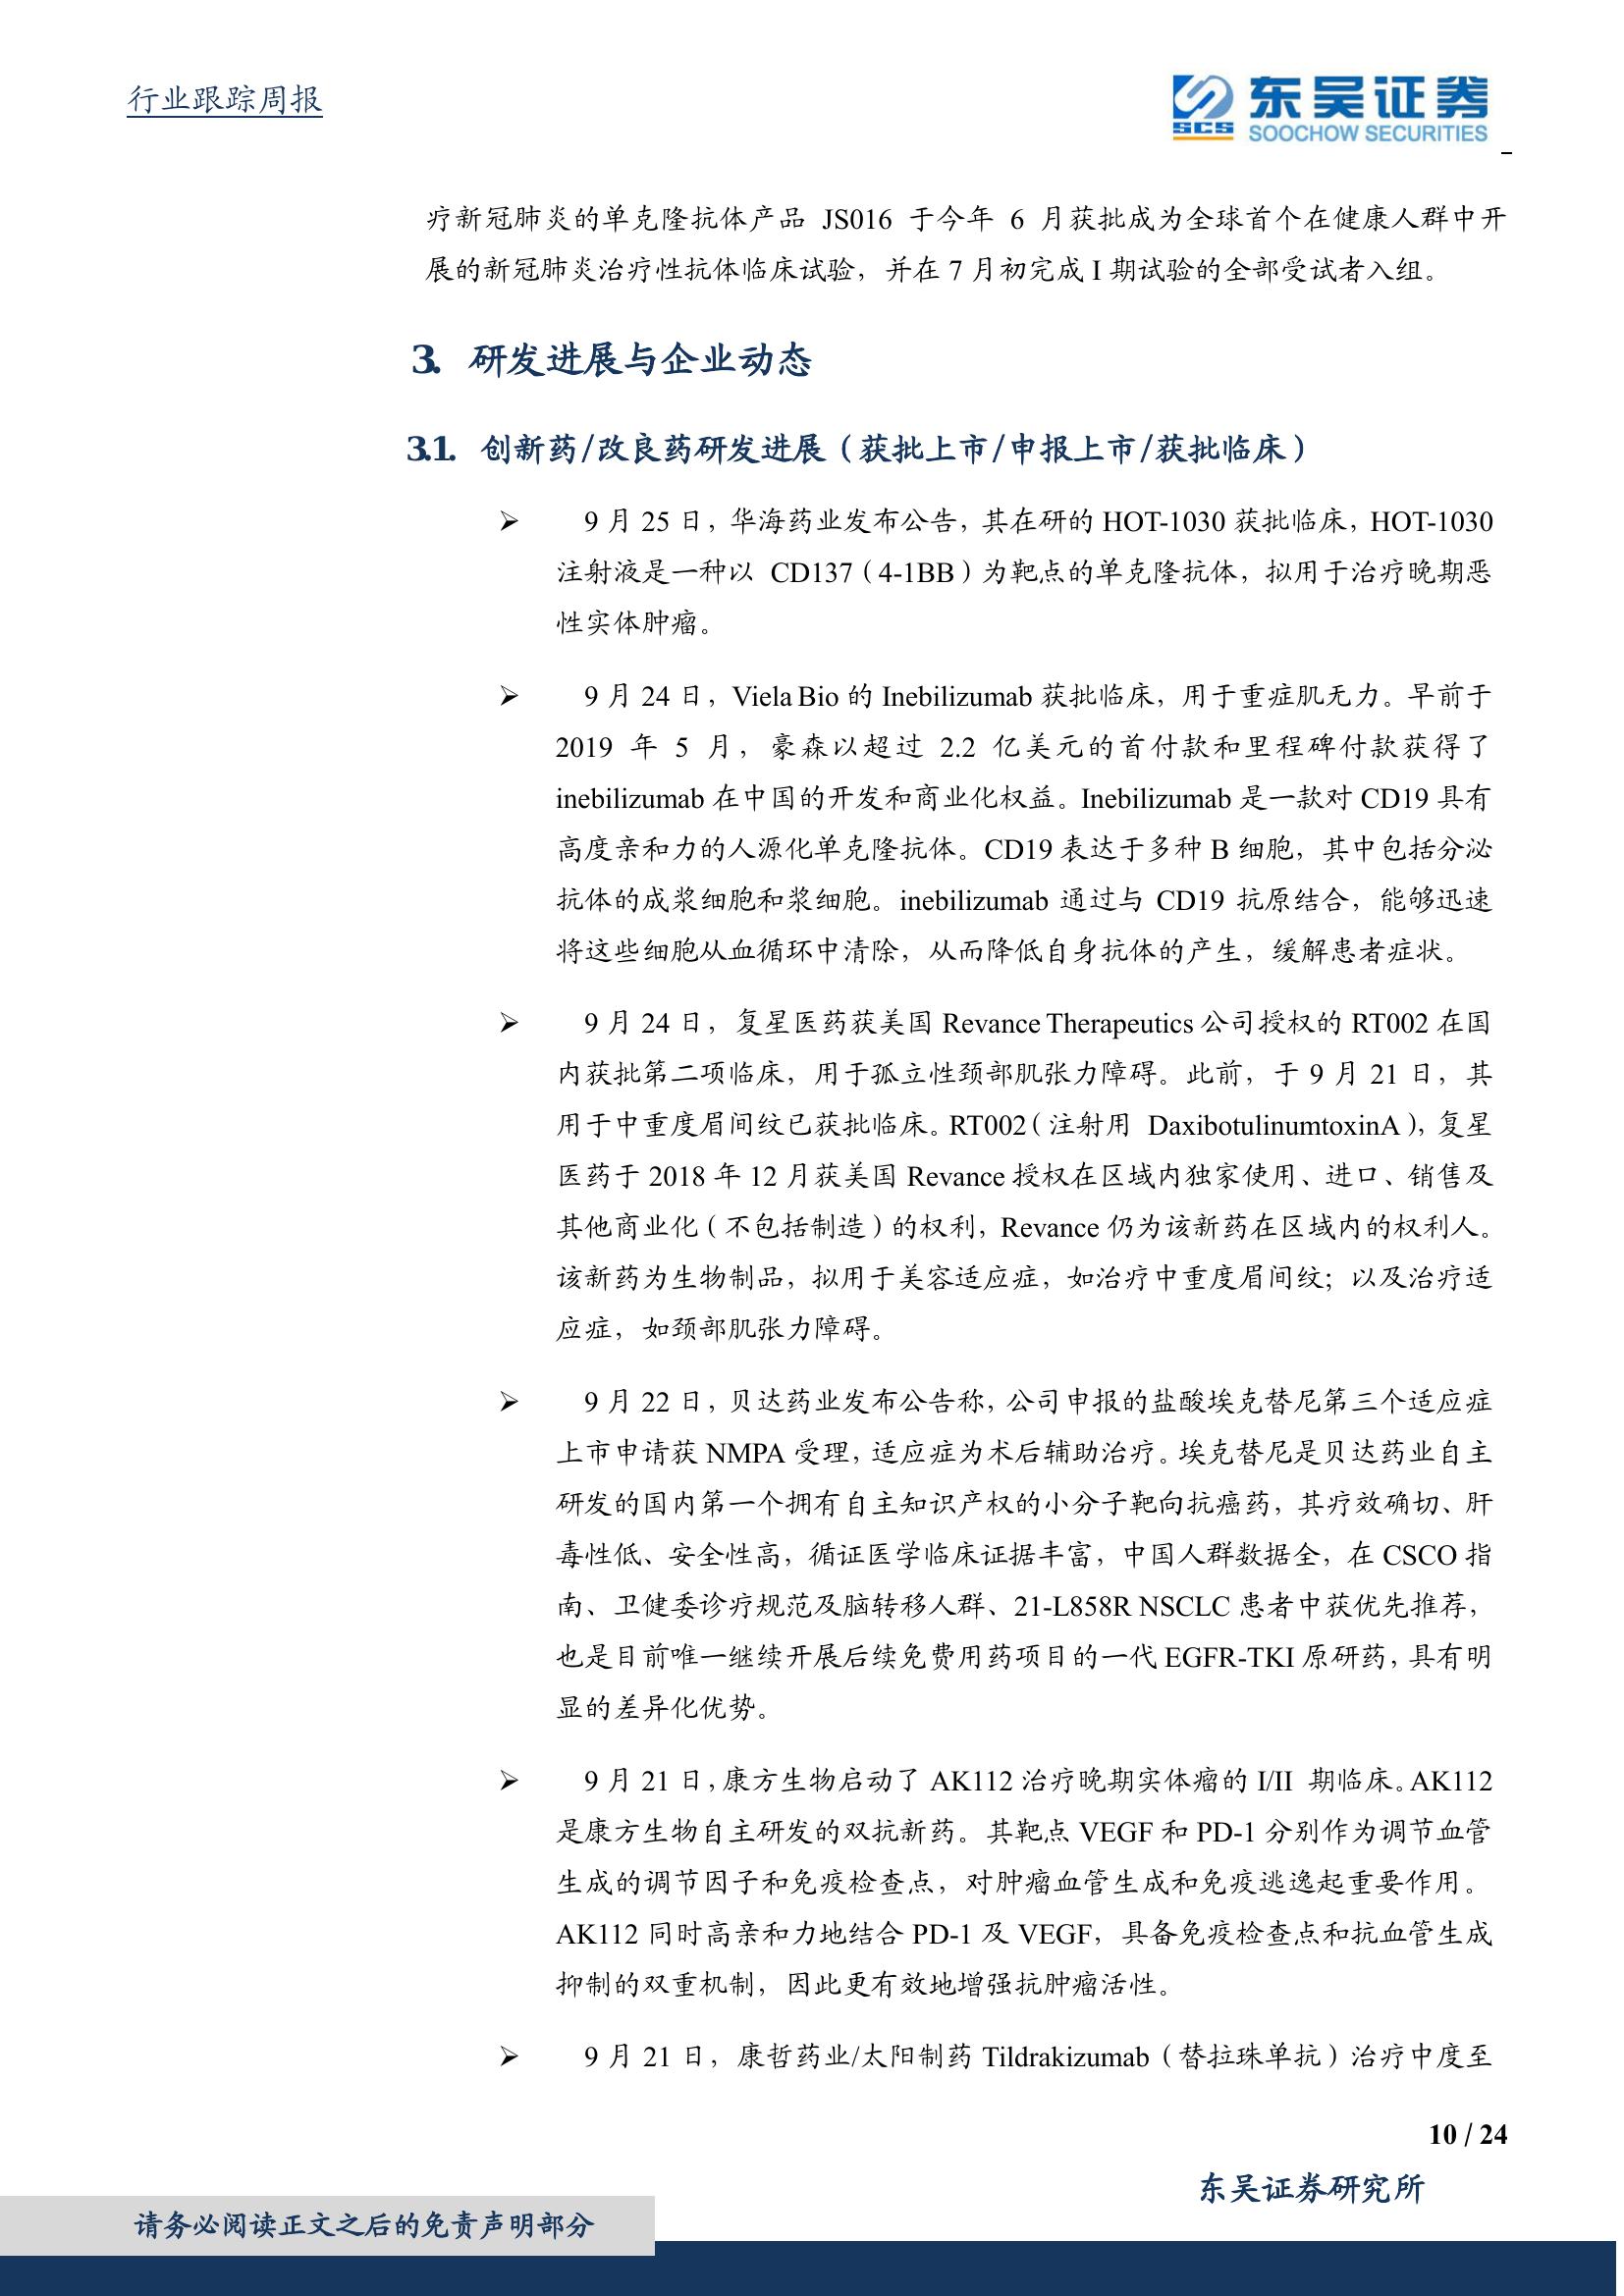 行业跟踪周报
SCS 东吴证券
SOOCHOW SECURITIES
疗新冠肺炎的单克隆抗体产品 JS016 于今年 6 月获批成为全球首个在健康人群中开
展的新冠肺炎治疗性抗体临床试验，并在 7 月初完成 I 期试验的全部受试者入组。
3. 研发进展与企业动态
3.1. 创新药/改良药研发进展（获批上市/申报上市/获批临床）
➢ 9 月 25 日，华海药业发布公告，其在研的 HOT-1030 获批临床，HOT-1030
注射液是一种以 CD137（4-1BB）为靶点的单克隆抗体，拟用于治疗晚期恶
性实体肿瘤。
➢ 9 月 24 日，Viela Bio 的 Inebilizumab 获批临床，用于重症肌无力。早前于
2019 年 5 月，豪森以超过 2.2 亿美元的首付款和里程碑付款获得了
inebilizumab 在中国的开发和商业化权益。Inebilizumab 是一款对 CD19 具有
高度亲和力的人源化单克隆抗体。CD19 表达于多种 B 细胞，其中包括分泌
抗体的成浆细胞和浆细胞。inebilizumab 通过与 CD19 抗原结合，能够迅速
将这些细胞从血循环中清除，从而降低自身抗体的产生，缓解患者症状。
➢ 9 月 24 日，复星医药获美国 Revance Therapeutics 公司授权的 RT002 在国
内获批第二项临床，用于孤立性颈部肌张力障碍。此前，于 9 月 21 日，其
用于中重度眉间纹已获批临床。RT002（注射用 DaxibotulinumtoxinA），复星
医药于 2018 年 12 月获美国 Revance 授权在区域内独家使用、进口、销售及
其他商业化（不包括制造）的权利，Revance 仍为该新药在区域内的权利人。
该新药为生物制品，拟用于美容适应症，如治疗中重度眉间纹；以及治疗适
应症，如颈部肌张力障碍。
➢ 9 月 22 日，贝达药业发布公告称，公司申报的盐酸埃克替尼第三个适应症
上市申请获 NMPA 受理，适应症为术后辅助治疗。埃克替尼是贝达药业自主
研发的国内第一个拥有自主知识产权的小分子靶向抗癌药，其疗效确切、肝
毒性低、安全性高，循证医学临床证据丰富，中国人群数据全，在 CSCO 指
南、卫健委诊疗规范及脑转移人群、21-L858R NSCLC 患者中获优先推荐，
也是目前唯一继续开展后续免费用药项目的一代 EGFR-TKI 原研药，具有明
显的差异化优势。
➢ 9 月 21 日，康方生物启动了 AK112 治疗晚期实体瘤的 I/II 期临床。AK112
是康方生物自主研发的双抗新药。其靶点 VEGF 和 PD-1 分别作为调节血管
生成的调节因子和免疫检查点，对肿瘤血管生成和免疫逃逸起重要作用。
AK112 同时高亲和力地结合 PD-1 及 VEGF，具备免疫检查点和抗血管生成
抑制的双重机制，因此更有效地增强抗肿瘤活性。
➢ 9 月 21 日，康哲药业/太阳制药 Tildrakizumab（替拉珠单抗）治疗中度至
10 / 24
东吴证券研究所
请务必阅读正文之后的免责声明部分